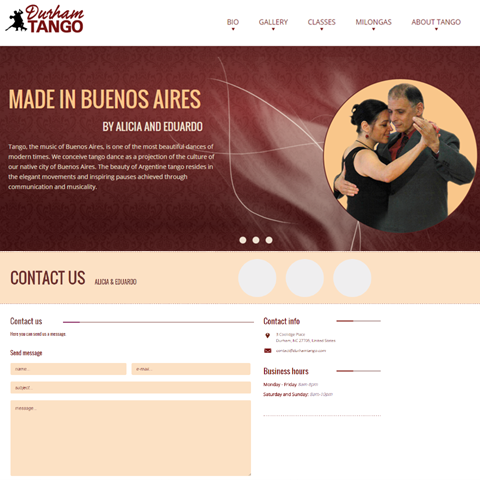 Durham
TANGO
BIO GALLERY CLASSES MILONGAS ABOUT TANGO
MADE IN BUENOS AIRES
BY ALICIA AND EDUARDO
Tango, the music of Buenos Aires, is one of the most beautiful dances of
modern times. We conceive tango dance as a projection of the culture of
our native city of Buenos Aires. The beauty of Argentine tango resides in
the elegant movements and inspiring pauses achieved through
communication and musicality.
CONTACT US ALICIA & EDUARDO
Contact us
Here you can send us a message.
Send message
name...
e-mail...
subject...
message...
Contact info
Durham, NC 27705, United States
contact@durhamtango.com
Business hours
Monday - Friday: 8am-8pm
Saturday and Sunday: